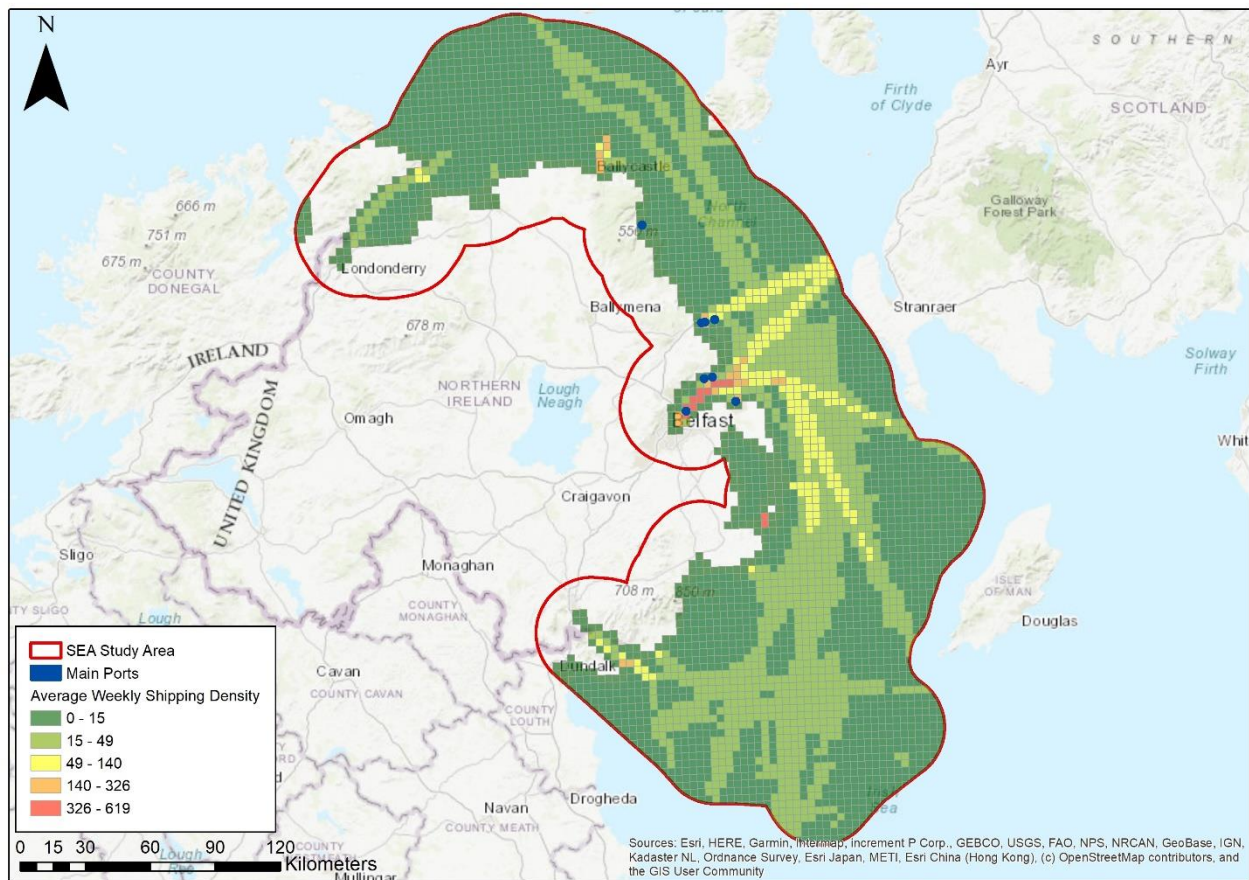 N
SOUTHERN
Ayr
Firth
of Clyde
SCOTLAND
Ballycastle
Galloway
Forest Park
666 m
751 m
675 m
North
Channel
COUNTY
DONEGAL
Londonderry
Stranraer
Ballymena
678 m
Solway
Firth
IRELAND
UNITED KINGDOM
NORTHERN
IRELAND
Lough
Neagh
Omagh
Belfast
Whit
Craigavon
Sligo
Monaghan
708 m
850 m
ISLE
OF MAN
COUNTY
MONAGHAN
Douglas
NTY SLIGO
Lough
Dundalk
SEA Study Area
Main Ports
Average Weekly Shipping Density
0 - 15
15 - 49
49 - 140
140 - 326
326 - 619
Cavan
COUNTY CAVAN
COUNTY
LOUTH
Navan
Drogheda
COUNTY MEATH
Irish
Sea
0 15 30 60 90 120
Kilometers
Mullingar
Sources: Esri, HERE, Garmin, Intermap, increment P Corp., GEBCO, USGS, FAO, NPS, NRCAN, GeoBase, IGN,
Kadaster NL, Ordnance Survey, Esri Japan, METI, Esri China (Hong Kong), (c) OpenStreetMap contributors, and
the GIS User Community